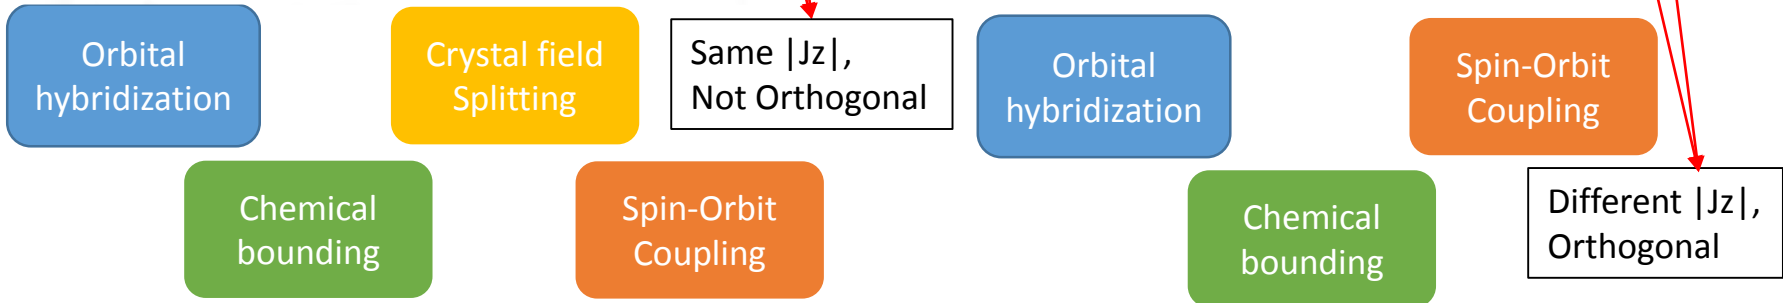 Orbital
hybridization
Crystal field
Splitting
Same |Jz|,
Not Orthogonal
Chemical
bounding
Spin-Orbit
Coupling
Orbital
hybridization
Spin-Orbit
Coupling
Chemical
bounding
Different |Jz|,
Orthogonal